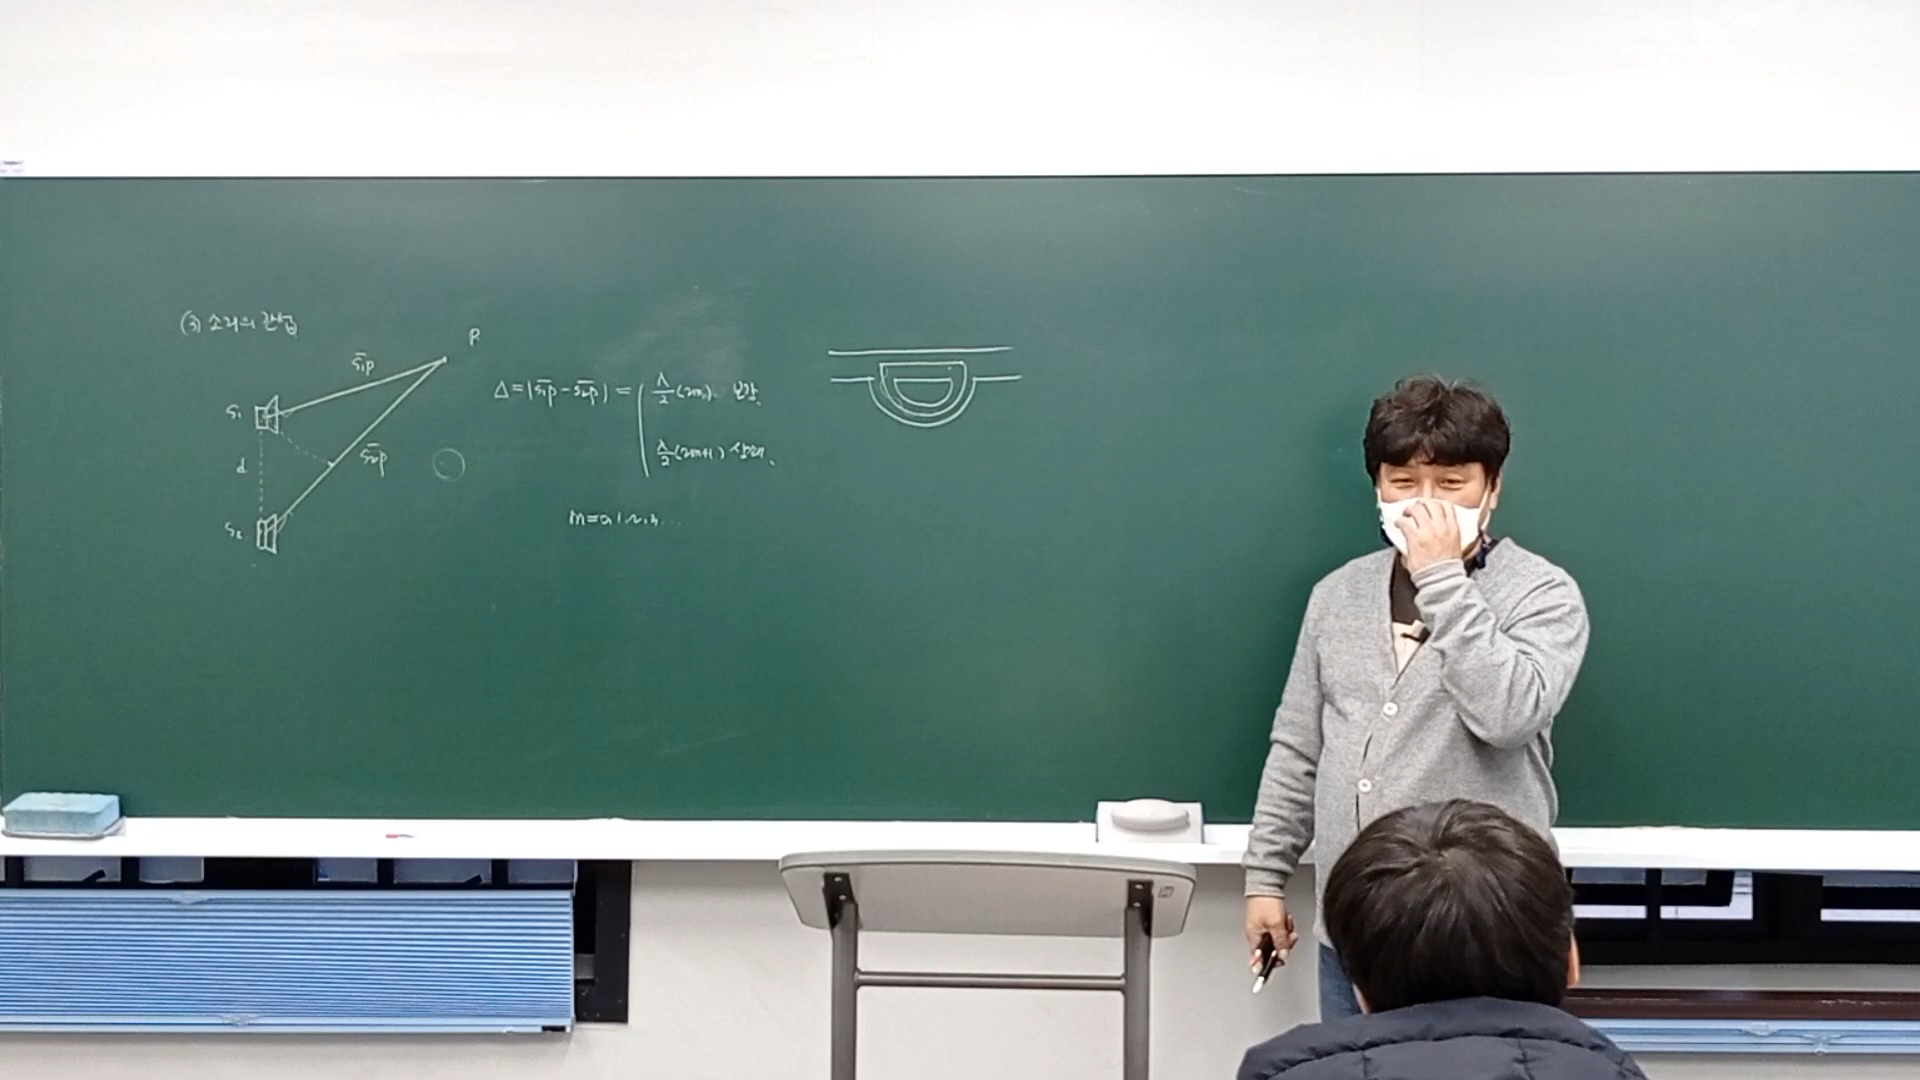 (3) 소리의 간섭
P
S₁P
S₁
Δ = |S₁P - S₂P| = λ/2 (2m) 보강.
S₂P
d
λ/2 (2m+1) 상쇄.
m = 0, 1, 2, 3, ...
S₂